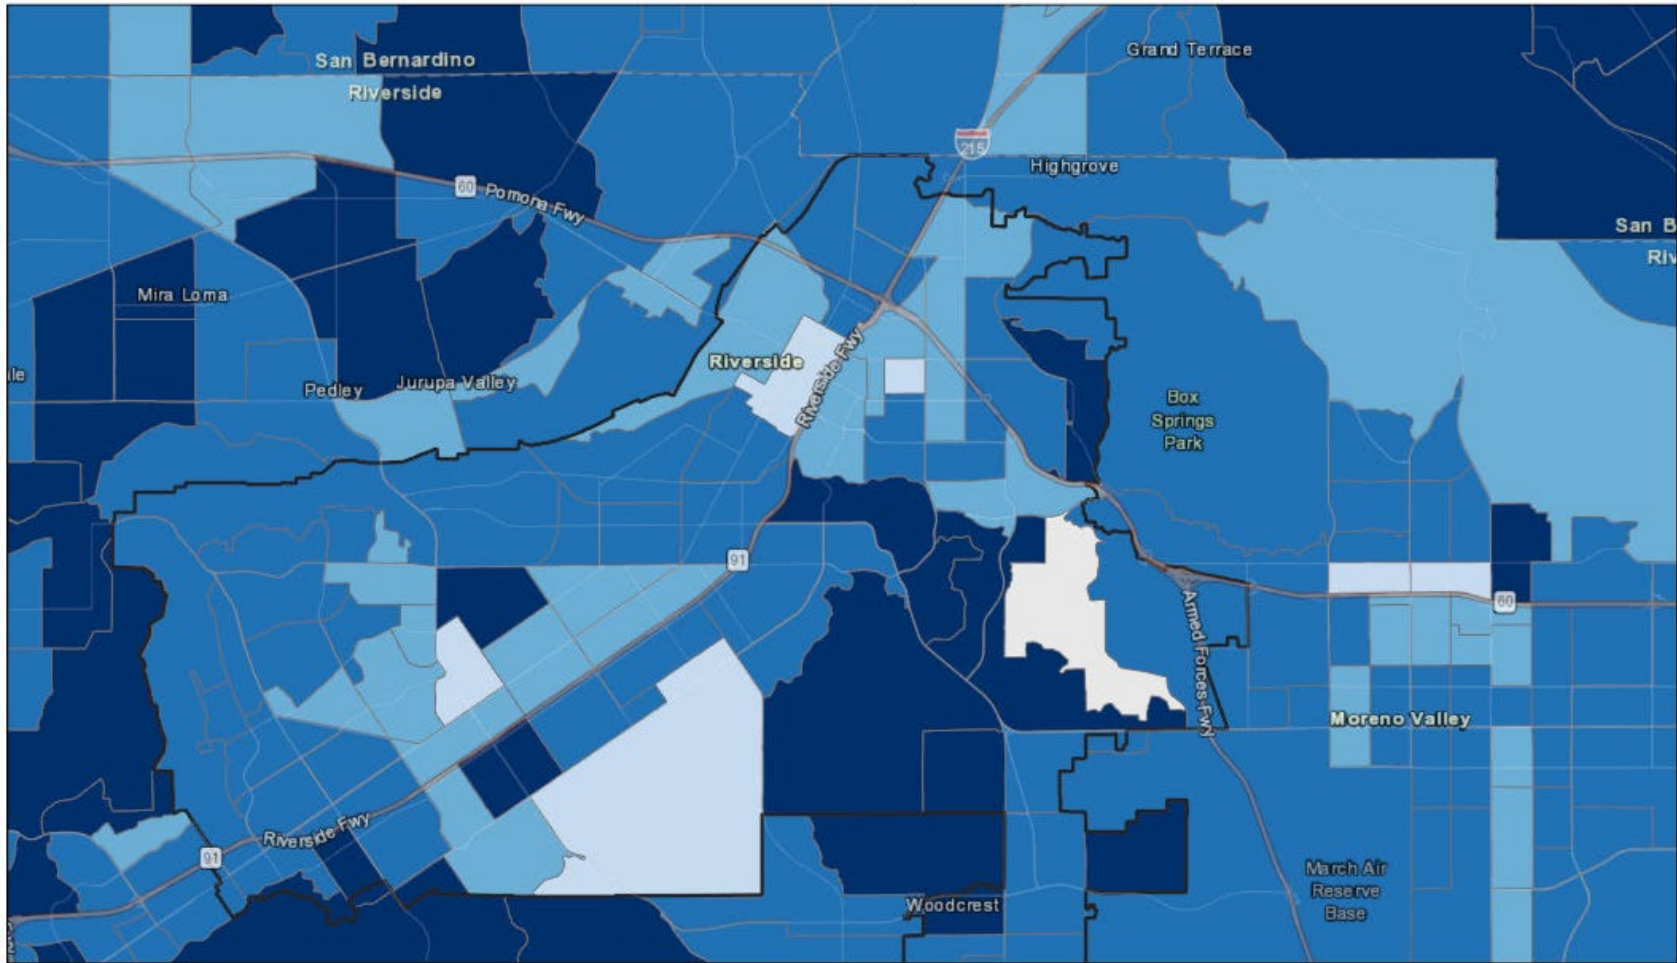 Grand Terrace
San Bernardino
Riverside
215
Highgrove
60
Pomona Fwy
San B
Riv
Mira Loma
Riverside
Riverside Fwy
le
Pedley
Jurupa Valley
Box
Springs
Park
91
60
Armed Forces Fwy
Moreno Valley
Riverside Fwy
91
March Air
Reserve
Base
Woodcrest